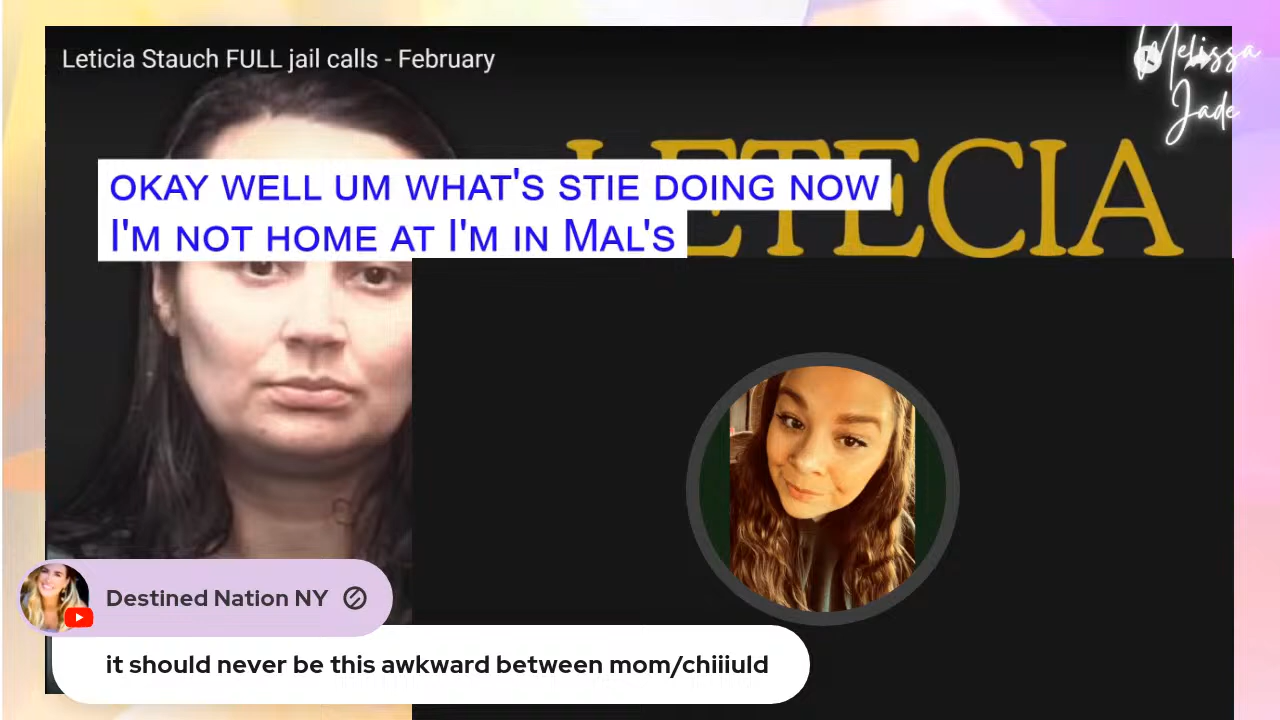 Leticia Stauch FULL jail calls - February
Melissa
Jade
LETECIA
OKAY WELL UM WHAT'S STIE DOING NOW
I'M NOT HOME AT I'M IN MAL'S
Destined Nation NY
it should never be this awkward between mom/chiiiuld